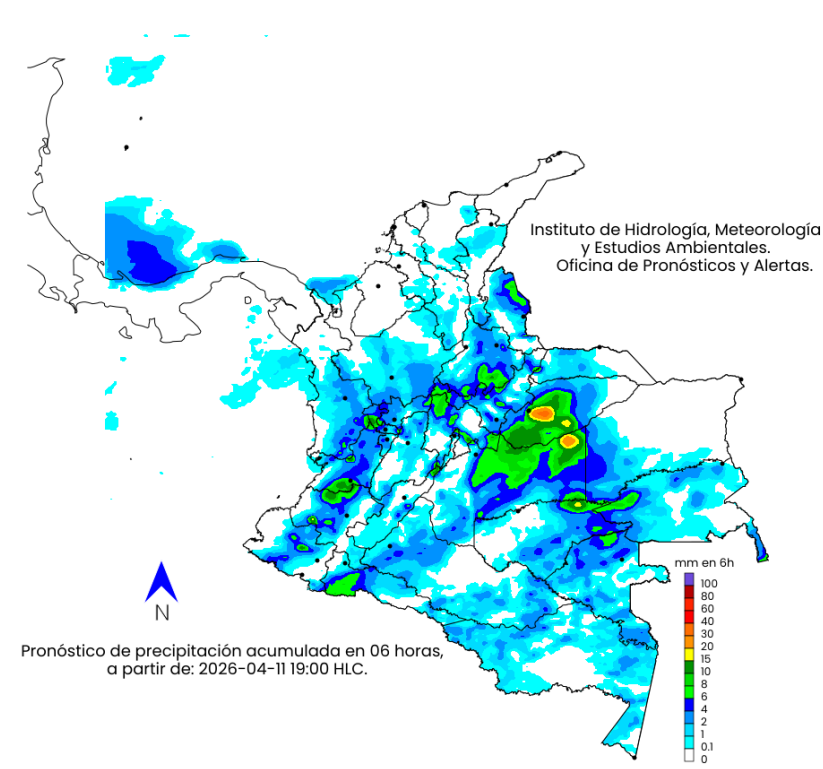 Instituto de Hidrología, Meteorología
y Estudios Ambientales.
Oficina de Pronósticos y Alertas.
mm en 6h
100
80
60
40
30
20
15
10
8
6
4
2
1
0.1
0
N
Pronóstico de precipitación acumulada en 06 horas,
a partir de: 2026-04-11 19:00 HLC.